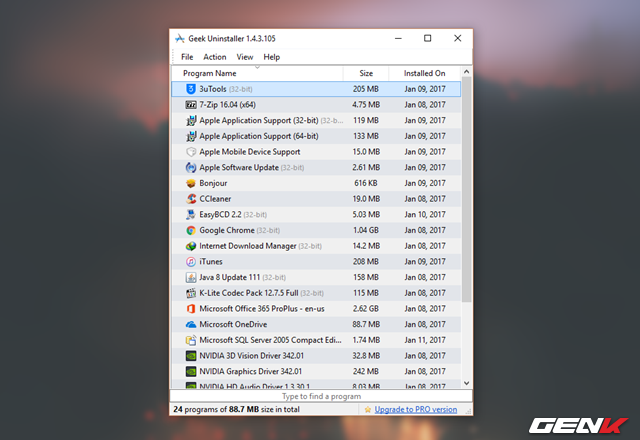 Geek Uninstaller 1.4.3.105
File Action View Help
Program Name Size Installed On
3uTools (32-bit) 205 MB Jan 09, 2017
7-Zip 16.04 (x64) 4.75 MB Jan 08, 2017
Apple Application Support (32-bit) (32-b... 119 MB Jan 09, 2017
Apple Application Support (64-bit) 133 MB Jan 09, 2017
Apple Mobile Device Support 15.0 MB Jan 09, 2017
Apple Software Update (32-bit) 2.61 MB Jan 09, 2017
Bonjour 616 KB Jan 09, 2017
CCleaner 19.0 MB Jan 08, 2017
EasyBCD 2.2 (32-bit) 5.03 MB Jan 10, 2017
Google Chrome (32-bit) 1.04 GB Jan 08, 2017
Internet Download Manager (32-bit) 14.2 MB Jan 08, 2017
iTunes 208 MB Jan 09, 2017
Java 8 Update 111 (32-bit) 158 MB Jan 08, 2017
K-Lite Codec Pack 12.7.5 Full (32-bit) 115 MB Jan 08, 2017
Microsoft Office 365 ProPlus - en-us 2.62 GB Jan 08, 2017
Microsoft OneDrive 88.7 MB Jan 08, 2017
Microsoft SQL Server 2005 Compact Edi... 1.74 MB Jan 11, 2017
NVIDIA 3D Vision Driver 342.01 32.8 MB Jan 08, 2017
NVIDIA Graphics Driver 342.01 242 MB Jan 08, 2017
NVIDIA HD Audio Driver 1.3.30.1 8.03 MB Jan 08, 2017
Type to find a program
24 programs of 88.7 MB size in total Upgrade to PRO version
GENK